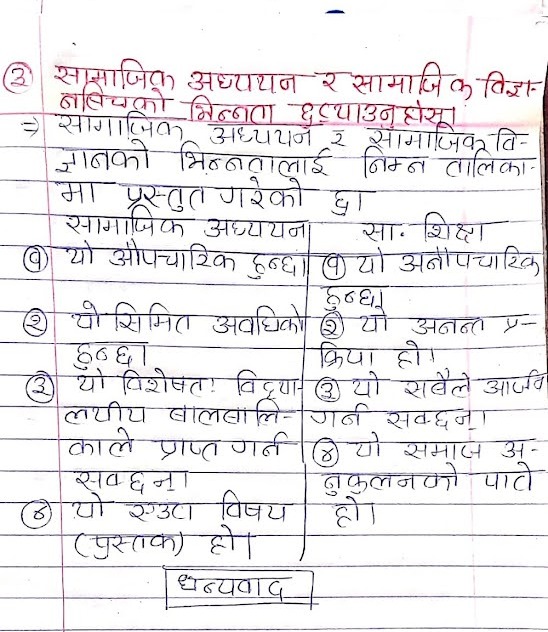 ③ सामाजिक अध्ययन र सामाजिक विज्ञा-
नबिचको भिन्नता छुट्याउनुहोस्।
⇒ सामाजिक अध्ययन र सामाजिक वि-
ज्ञानको भिन्नतालाई निम्न तालिका-
मा प्रस्तुत गरेको छु।
सामाजिक अध्ययन
सा. शिक्षा
① यो औपचारिक हुन्छ।
① यो अनौपचारिक
हुन्छ।
② यो सिमित अवधिको
② यो अनन्त प्र-
हुन्छ।
क्रिया हो।
③ यो विशेषतः विद्या-
③ यो सबैले आर्जन
लयीय बालबालि-
गर्न सक्छन्।
काले प्राप्त गर्न
④ यो समाज अ-
सक्छन्।
नुकुलनको पाटो
④ यो एउटा विषय
हो।
(पुस्तक) हो।
धन्यवाद